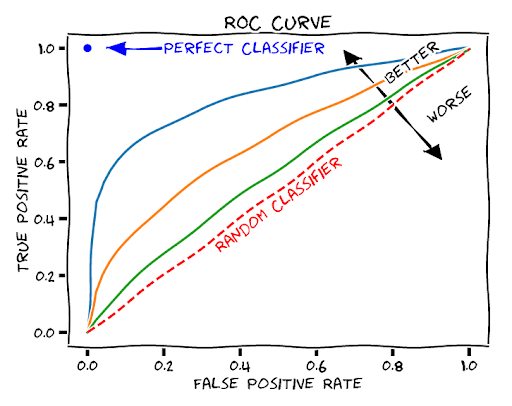 ROC CURVE
PERFECT CLASSIFIER
BETTER
WORSE
RANDOM CLASSIFIER
TRUE POSITIVE RATE
1.0
0.8
0.6
0.4
0.2
0.0
0.0 0.2 0.4 0.6 0.8 1.0
FALSE POSITIVE RATE